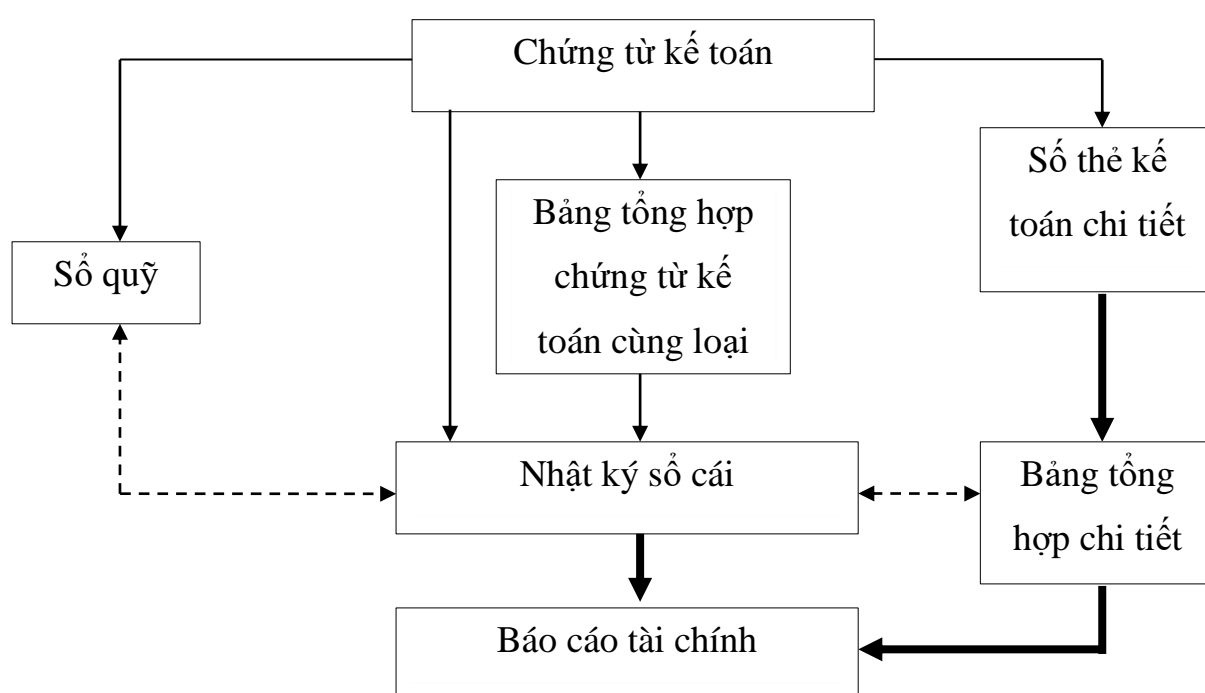 Chứng từ kế toán
Số thẻ kế
toán chi tiết
Bảng tổng hợp
chứng từ kế
toán cùng loại
Sổ quỹ
Nhật ký sổ cái
Bảng tổng
hợp chi tiết
Báo cáo tài chính